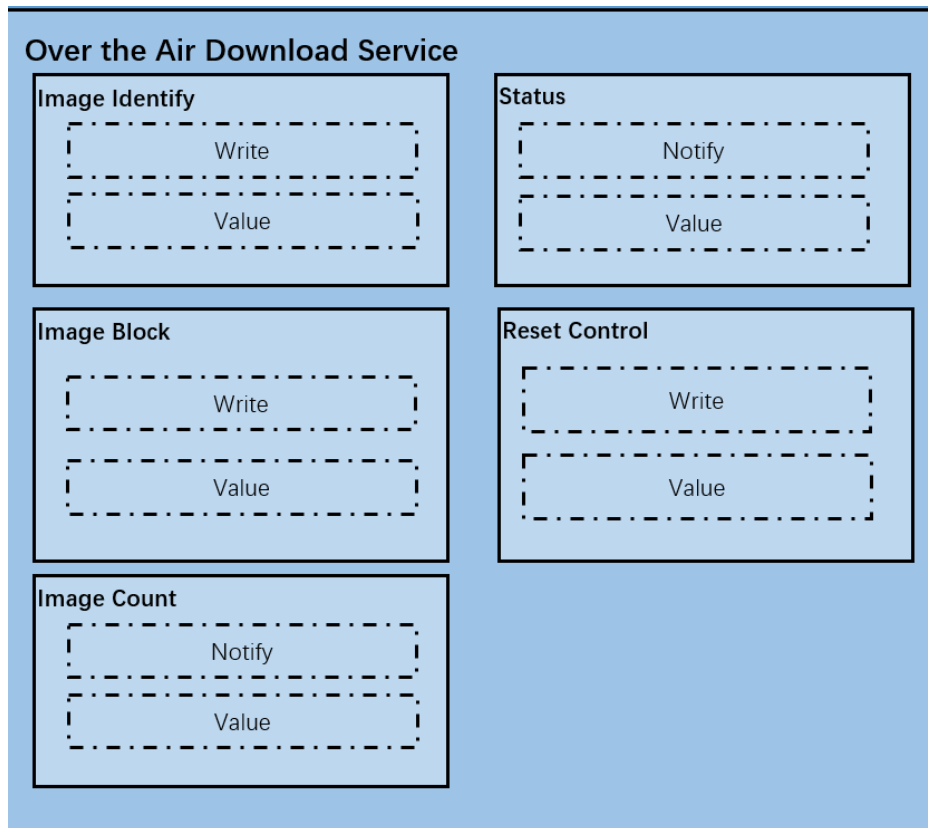 Over the Air Download Service
Image Identify
Write
Value
Status
Notify
Value
Image Block
Write
Value
Reset Control
Write
Value
Image Count
Notify
Value